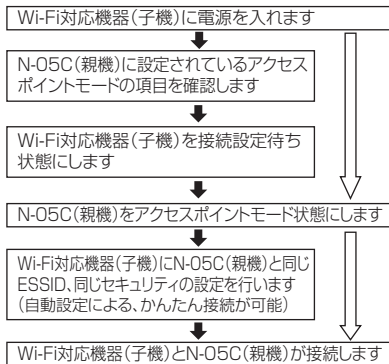 Wi-Fi対応機器(子機)に電源を入れます
N-05C(親機)に設定されているアクセス
ポイントモードの項目を確認します
Wi-Fi対応機器(子機)を接続設定待ち
状態にします
N-05C(親機)をアクセスポイントモード状態にします
Wi-Fi対応機器(子機)にN-05C(親機)と同じ
ESSID、同じセキュリティの設定を行います
(自動設定による、かんたん接続が可能)
Wi-Fi対応機器(子機)とN-05C(親機)が接続します